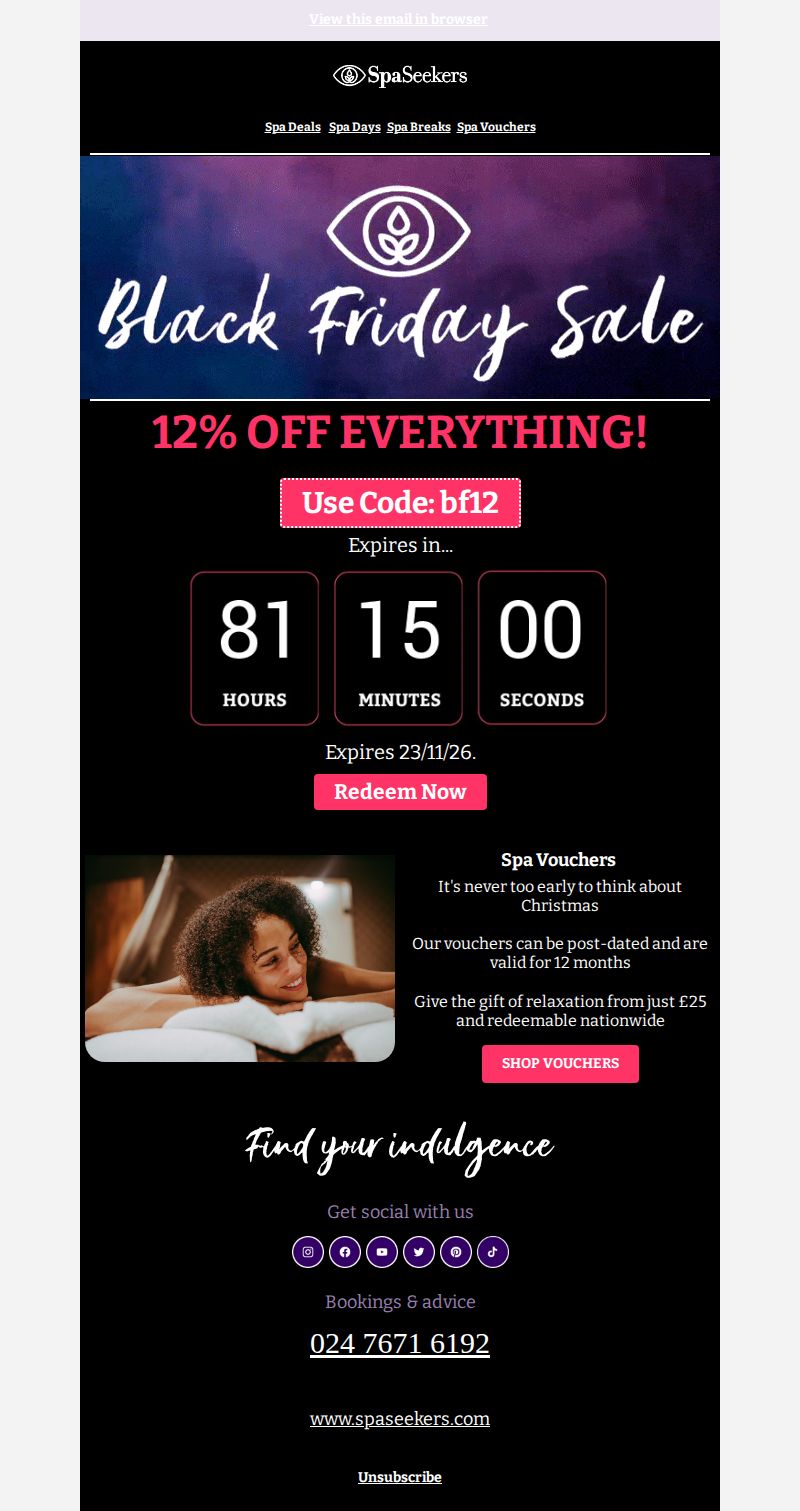 View this email in browser
SpaSeekers
Spa Deals Spa Days Spa Breaks Spa Vouchers
Black Friday Sale
12% OFF EVERYTHING!
Use Code: bf12
Expires in...
81 15 00
HOURS MINUTES SECONDS
Expires 23/11/26.
Redeem Now
Spa Vouchers
It's never too early to think about
Christmas
Our vouchers can be post-dated and are
valid for 12 months
Give the gift of relaxation from just £25
and redeemable nationwide
SHOP VOUCHERS
Find your indulgence
Get social with us
Bookings & advice
024 7671 6192
www.spaseekers.com
Unsubscribe